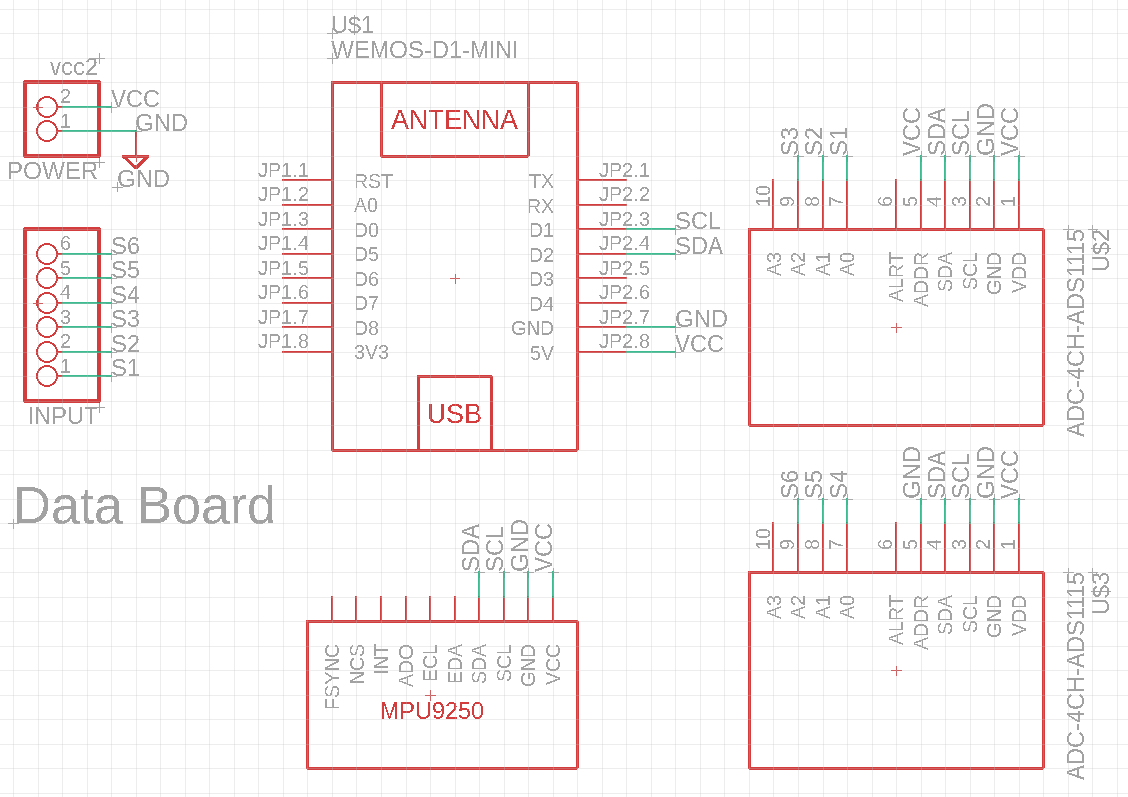 U$1
WEMOS-D1-MINI
vcc2
2 VCC
1 GND
POWER
GND
INPUT
6 S6
5 S5
4 S4
3 S3
2 S2
1 S1
ANTENNA
JP1.1 RST TX JP2.1
JP1.2 A0 RX JP2.2
JP1.3 D0 D1 JP2.3 SCL
JP1.4 D5 D2 JP2.4 SDA
JP1.5 D6 D3 JP2.5
JP1.6 D7 D4 JP2.6
JP1.7 D8 GND JP2.7 GND
JP1.8 3V3 5V JP2.8 VCC
USB
S3 S2 S1 VCC SDA SCL GND VCC
10 9 8 7 6 5 4 3 2 1
A3 A2 A1 A0 ALRT ADDR SDA SCL GND VDD
ADC-4CH-ADS1115
U$2
Data Board
SDA SCL GND VCC
FSYNC NCS INT ADO ECL EDA SDA SCL GND VCC
MPU9250
S6 S5 S4 GND SDA SCL GND VCC
10 9 8 7 6 5 4 3 2 1
A3 A2 A1 A0 ALRT ADDR SDA SCL GND VDD
ADC-4CH-ADS1115
U$3